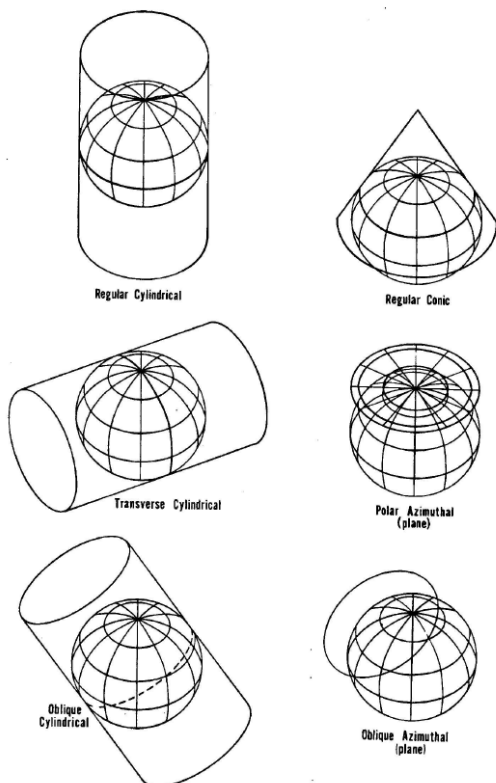 Regular Cylindrical
Regular Conic
Transverse Cylindrical
Polar Azimuthal
(plane)
Oblique
Cylindrical
Oblique Azimuthal
(plane)